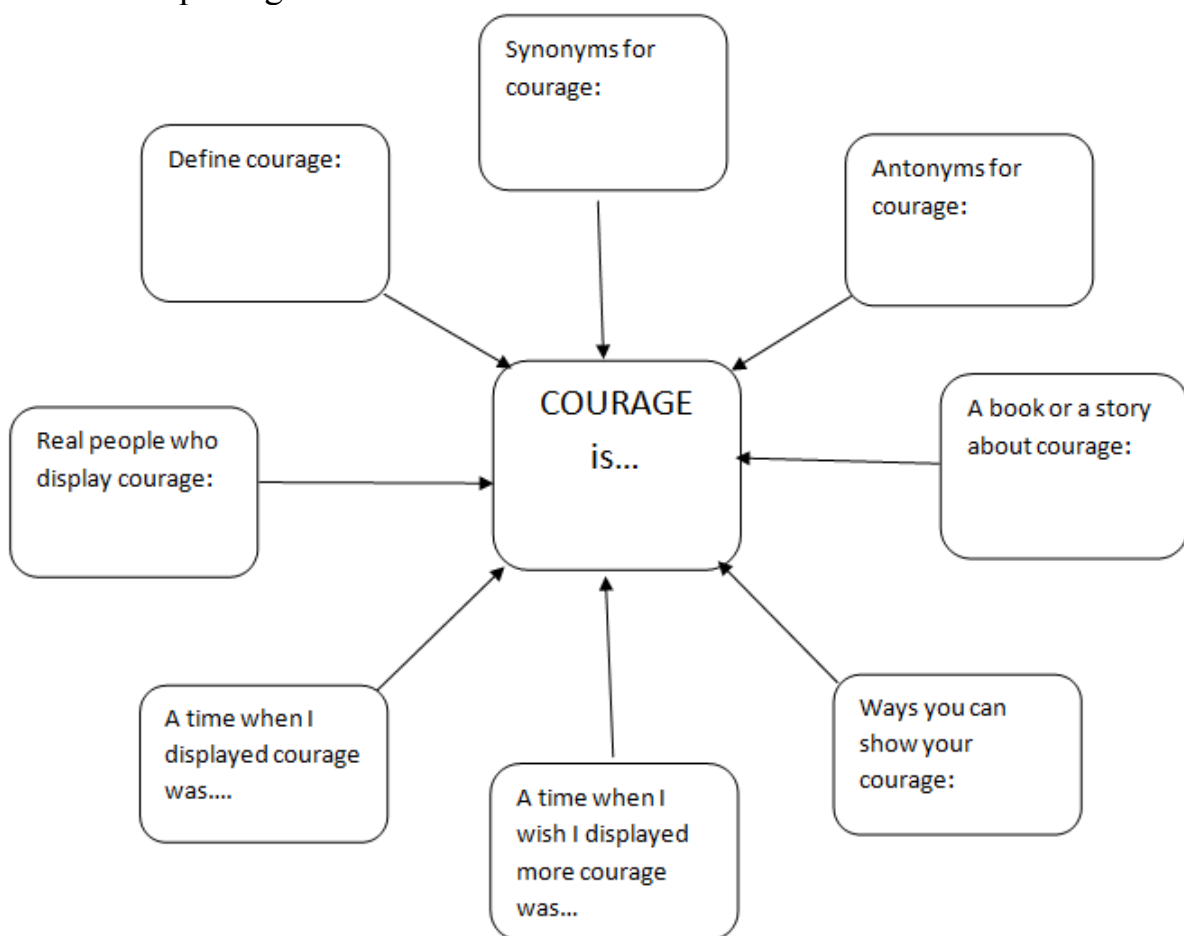 Synonyms for
courage:
Define courage:
Antonyms for
courage:
COURAGE
is...
A book or a story
about courage:
Real people who
display courage:
A time when I
displayed courage
was....
A time when I
wish I displayed
more courage
was...
Ways you can
show your
courage: